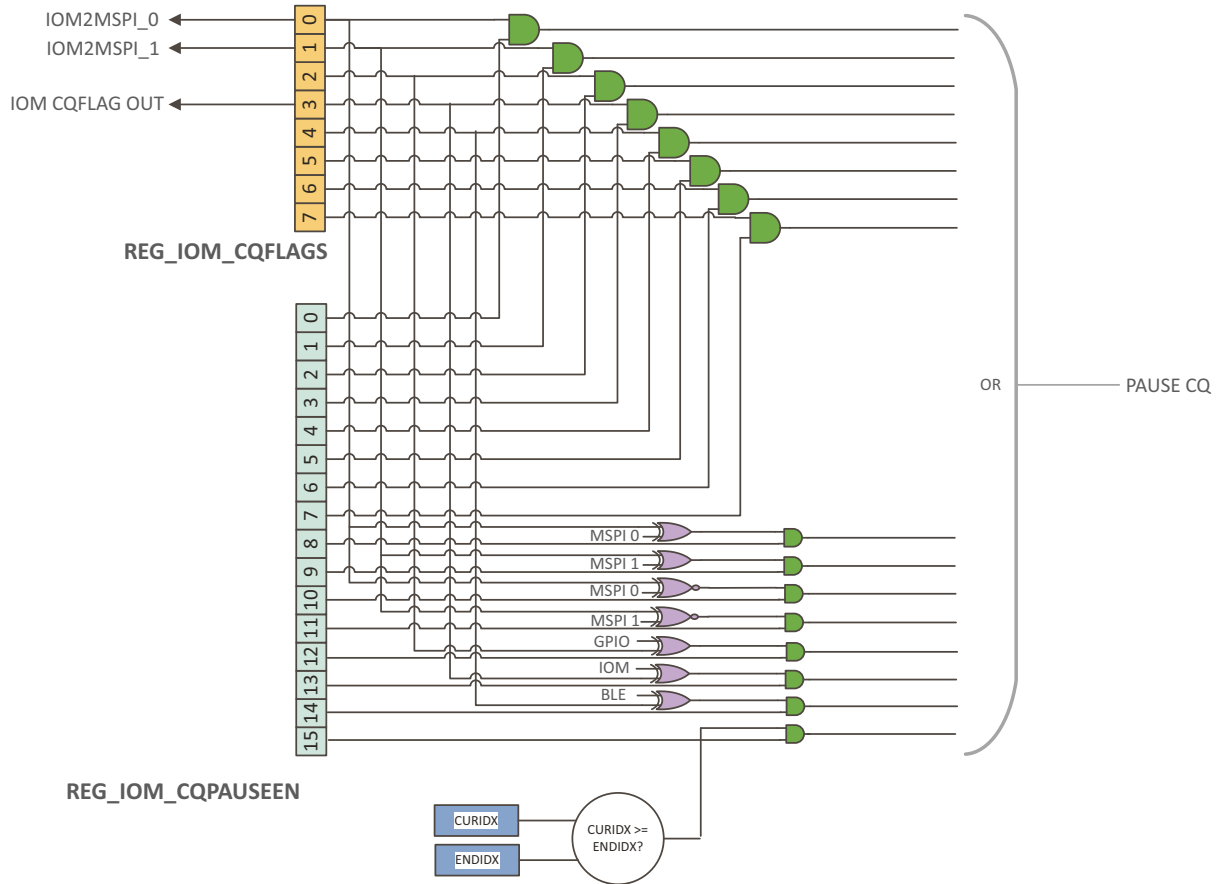 IOM2MSPI_0
IOM2MSPI_1
IOM CQFLAG OUT
0
1
2
3
4
5
6
7
REG_IOM_CQFLAGS
0
1
2
3
4
5
6
7
8
9
10
11
12
13
14
15
MSPI 0
MSPI 1
MSPI 0
MSPI 1
GPIO
IOM
BLE
OR
PAUSE CQ
REG_IOM_CQPAUSEEN
CURIDX
ENDIDX
CURIDX >=
ENDIDX?